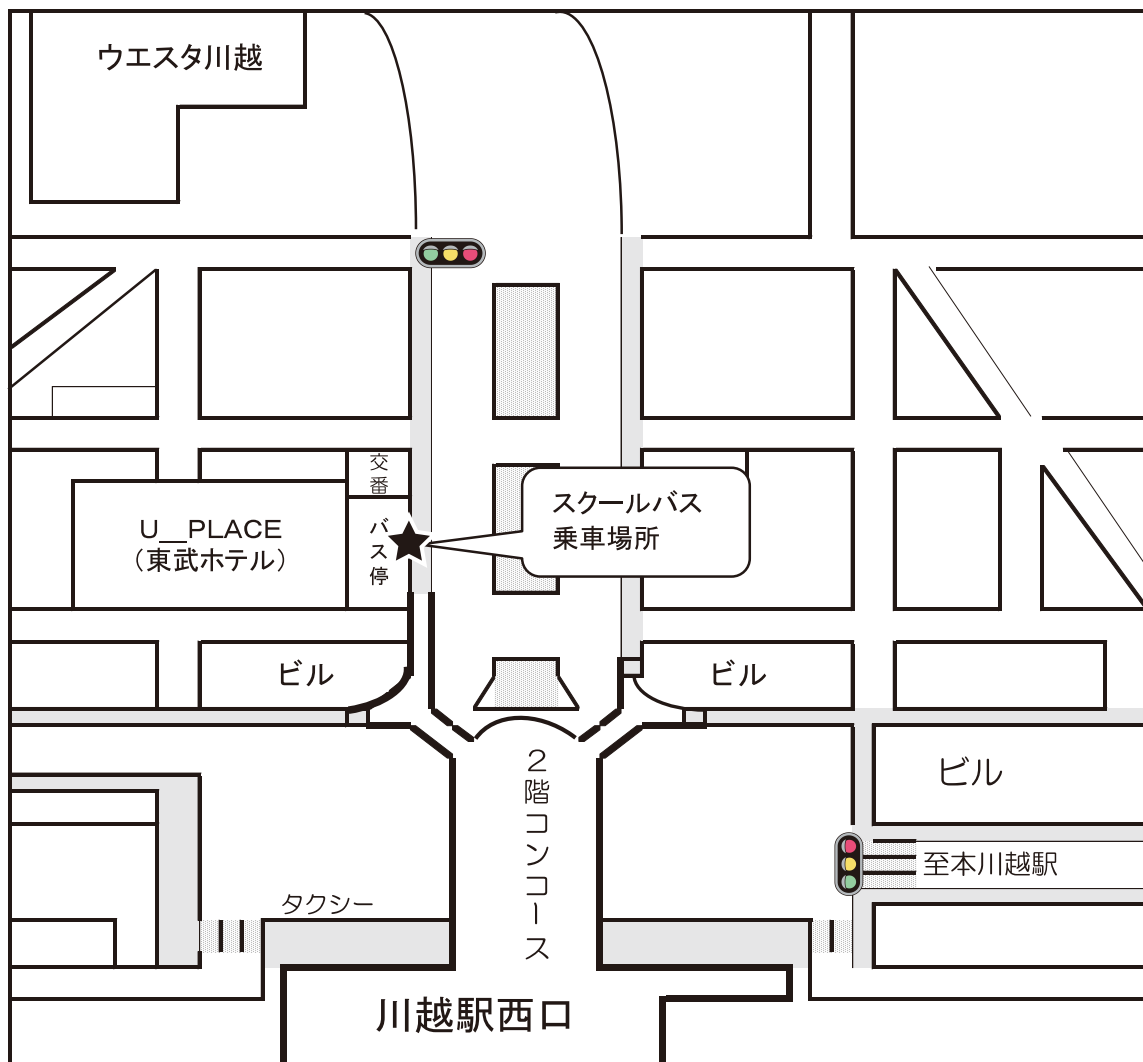 ウエスタ川越
交番
U__PLACE
（東武ホテル）
バス停
スクールバス
乗車場所
ビル
ビル
2階コンコース
ビル
至本川越駅
タクシー
川越駅西口